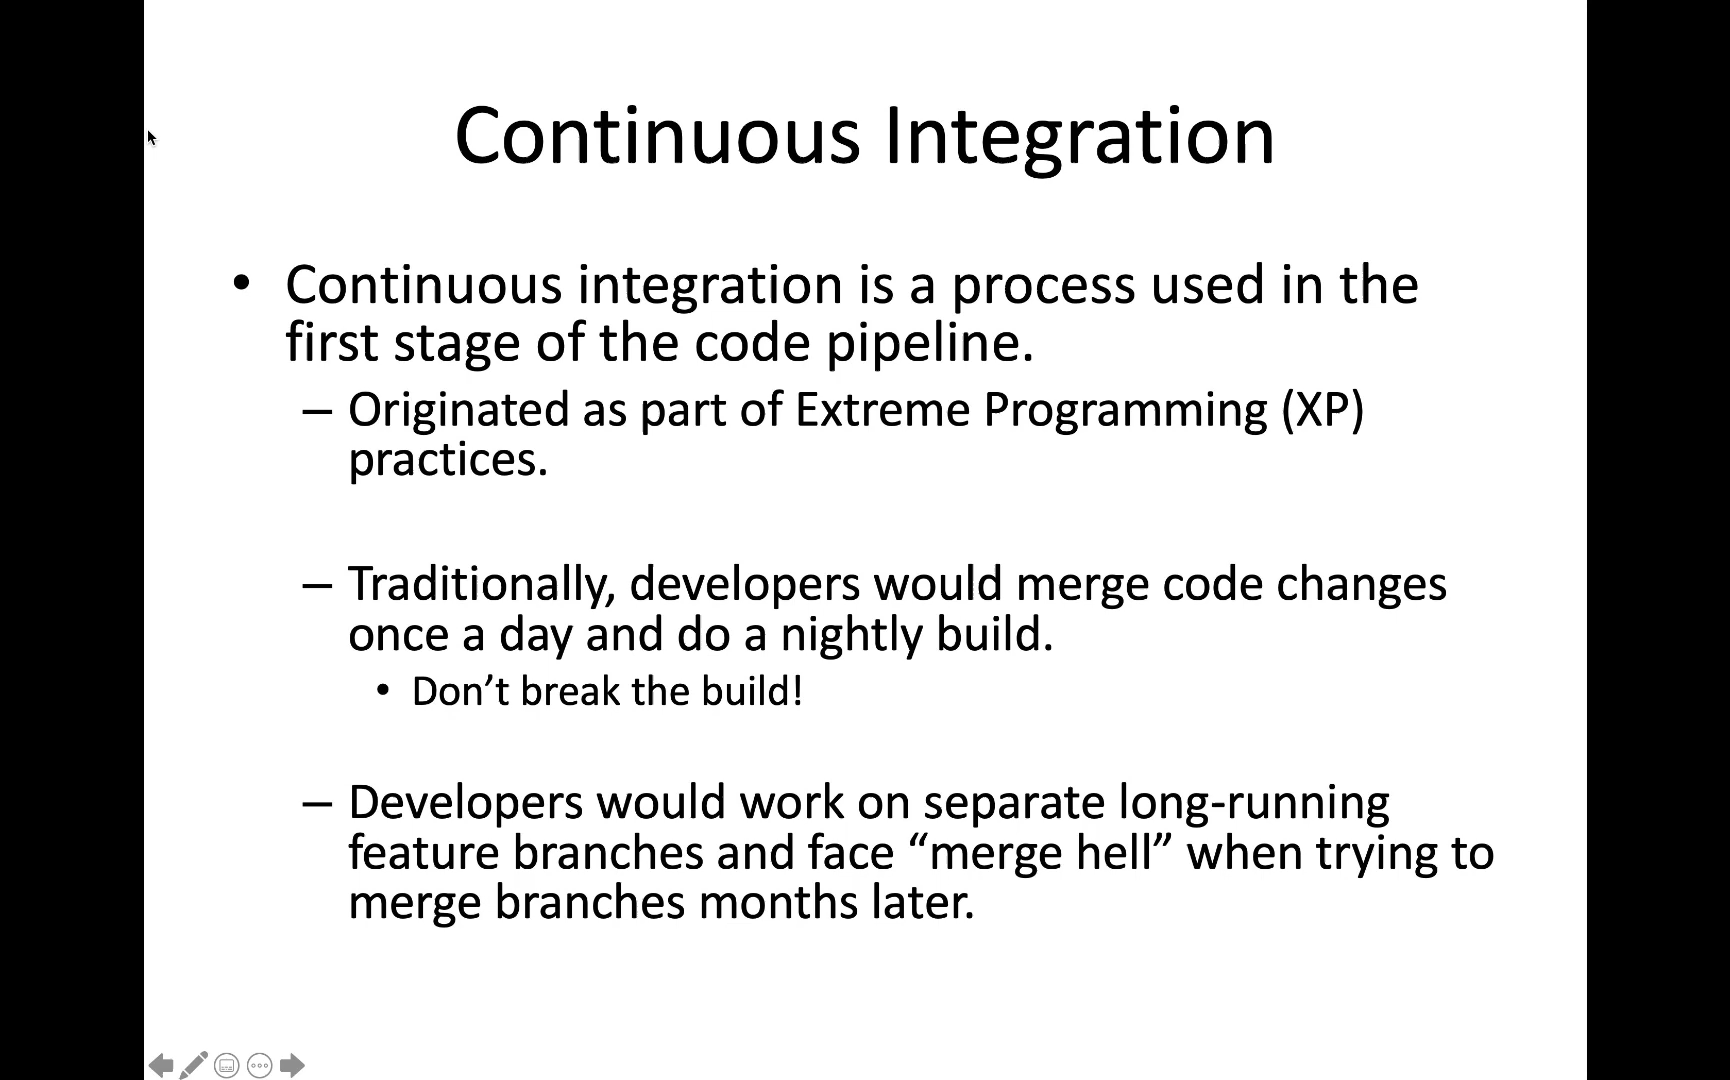 Continuous Integration
• Continuous integration is a process used in the
first stage of the code pipeline.
– Originated as part of Extreme Programming (XP)
practices.
– Traditionally, developers would merge code changes
once a day and do a nightly build.
• Don’t break the build!
– Developers would work on separate long-running
feature branches and face “merge hell” when trying to
merge branches months later.